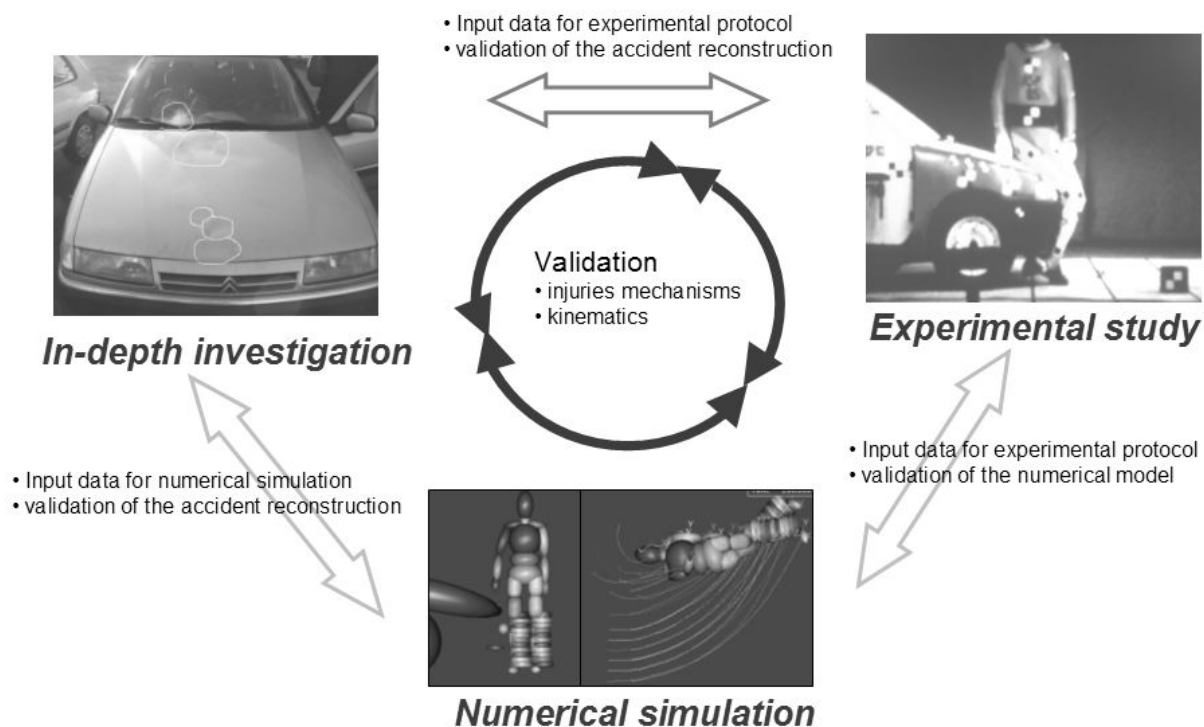 • Input data for experimental protocol
• validation of the accident reconstruction
Validation
• injuries mechanisms
• kinematics
In-depth investigation
Experimental study
• Input data for experimental protocol
• validation of the numerical model
• Input data for numerical simulation
• validation of the accident reconstruction
Numerical simulation